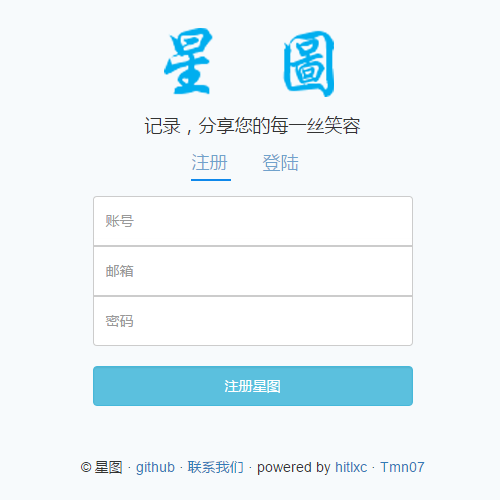 星 圖
记录，分享您的每一丝笑容
注册 登陆
账号
邮箱
密码
注册星图
© 星图 · github · 联系我们 · powered by hitlxc · Tmn07